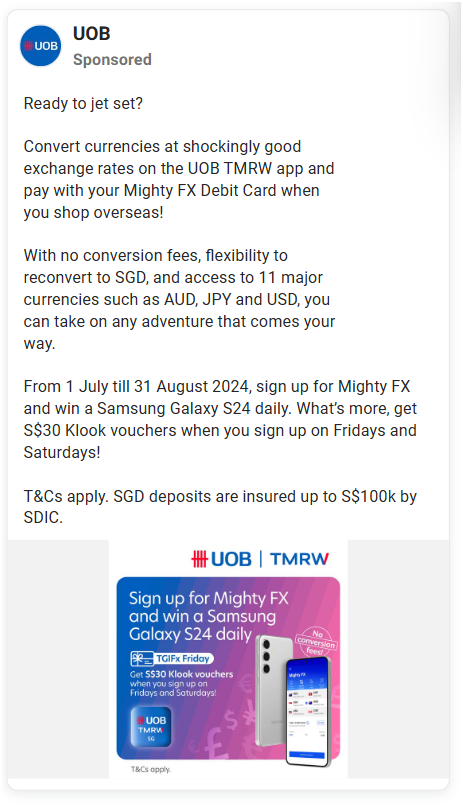 UOB
UOB
Sponsored
Ready to jet set?
Convert currencies at shockingly good
exchange rates on the UOB TMRW app and
pay with your Mighty FX Debit Card when
you shop overseas!
With no conversion fees, flexibility to
reconvert to SGD, and access to 11 major
currencies such as AUD, JPY and USD, you
can take on any adventure that comes your
way.
From 1 July till 31 August 2024, sign up for Mighty FX
and win a Samsung Galaxy S24 daily. What’s more, get
S$30 Klook vouchers when you sign up on Fridays and
Saturdays!
T&Cs apply. SGD deposits are insured up to S$100k by
SDIC.
UOB | TMRW
Sign up for Mighty FX
and win a Samsung
Galaxy S24 daily
TGIFx Friday
Get S$30 Klook vouchers
when you sign up on
Fridays and Saturdays!
No
conversion
fees!
Mighty FX
UOB
TMRW
SG
T&Cs apply.